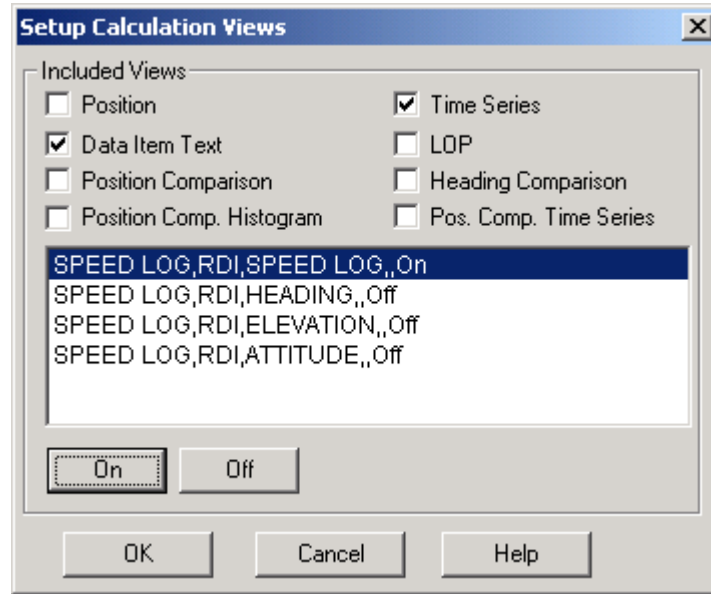 Setup Calculation Views
Included Views
Position
Time Series
Data Item Text
LOP
Position Comparison
Heading Comparison
Position Comp. Histogram
Pos. Comp. Time Series
SPEED LOG,RDI,SPEED LOG,,On
SPEED LOG,RDI,HEADING,,Off
SPEED LOG,RDI,ELEVATION,,Off
SPEED LOG,RDI,ATTITUDE,,Off
On
Off
OK
Cancel
Help